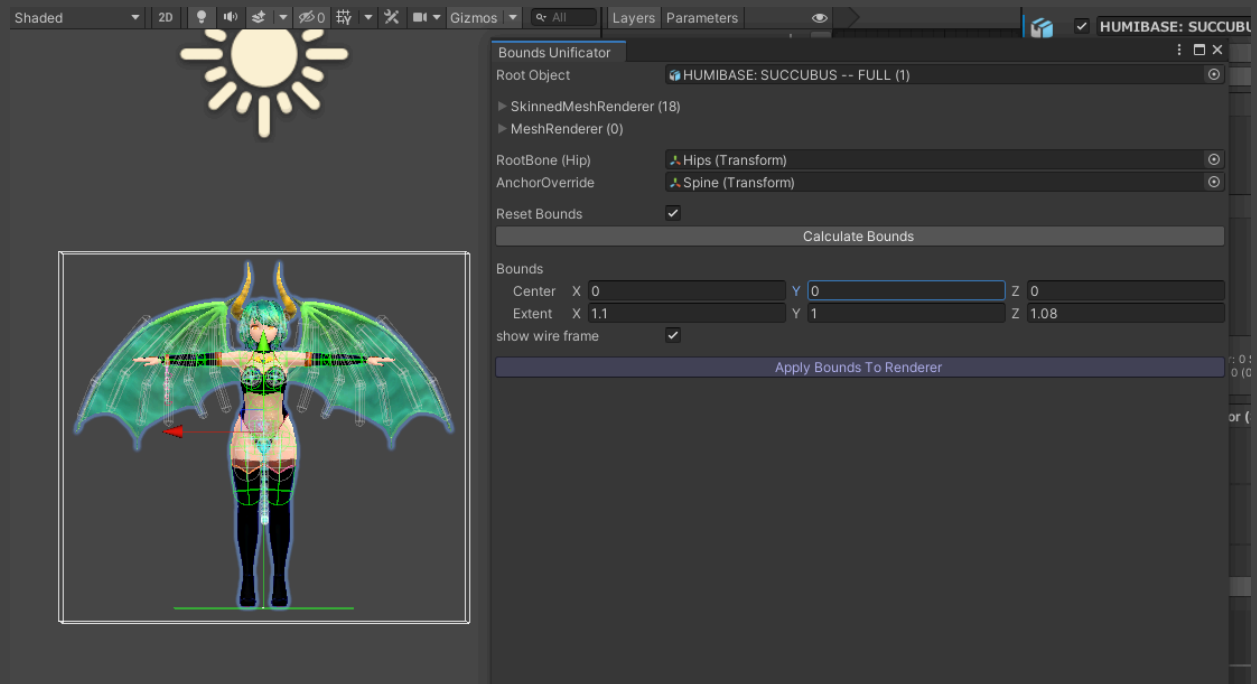 Shaded 2D 0 Gizmos All Layers Parameters
HUMIBASE: SUCCUBU
Bounds Unificator
Root Object HUMIBASE: SUCCUBUS -- FULL (1)
SkinnedMeshRenderer (18)
MeshRenderer (0)
RootBone (Hip) Hips (Transform)
AnchorOverride Spine (Transform)
Reset Bounds
Calculate Bounds
Bounds
Center X 0 Y 0 Z 0
Extent X 1.1 Y 1 Z 1.08
show wire frame
Apply Bounds To Renderer
or (